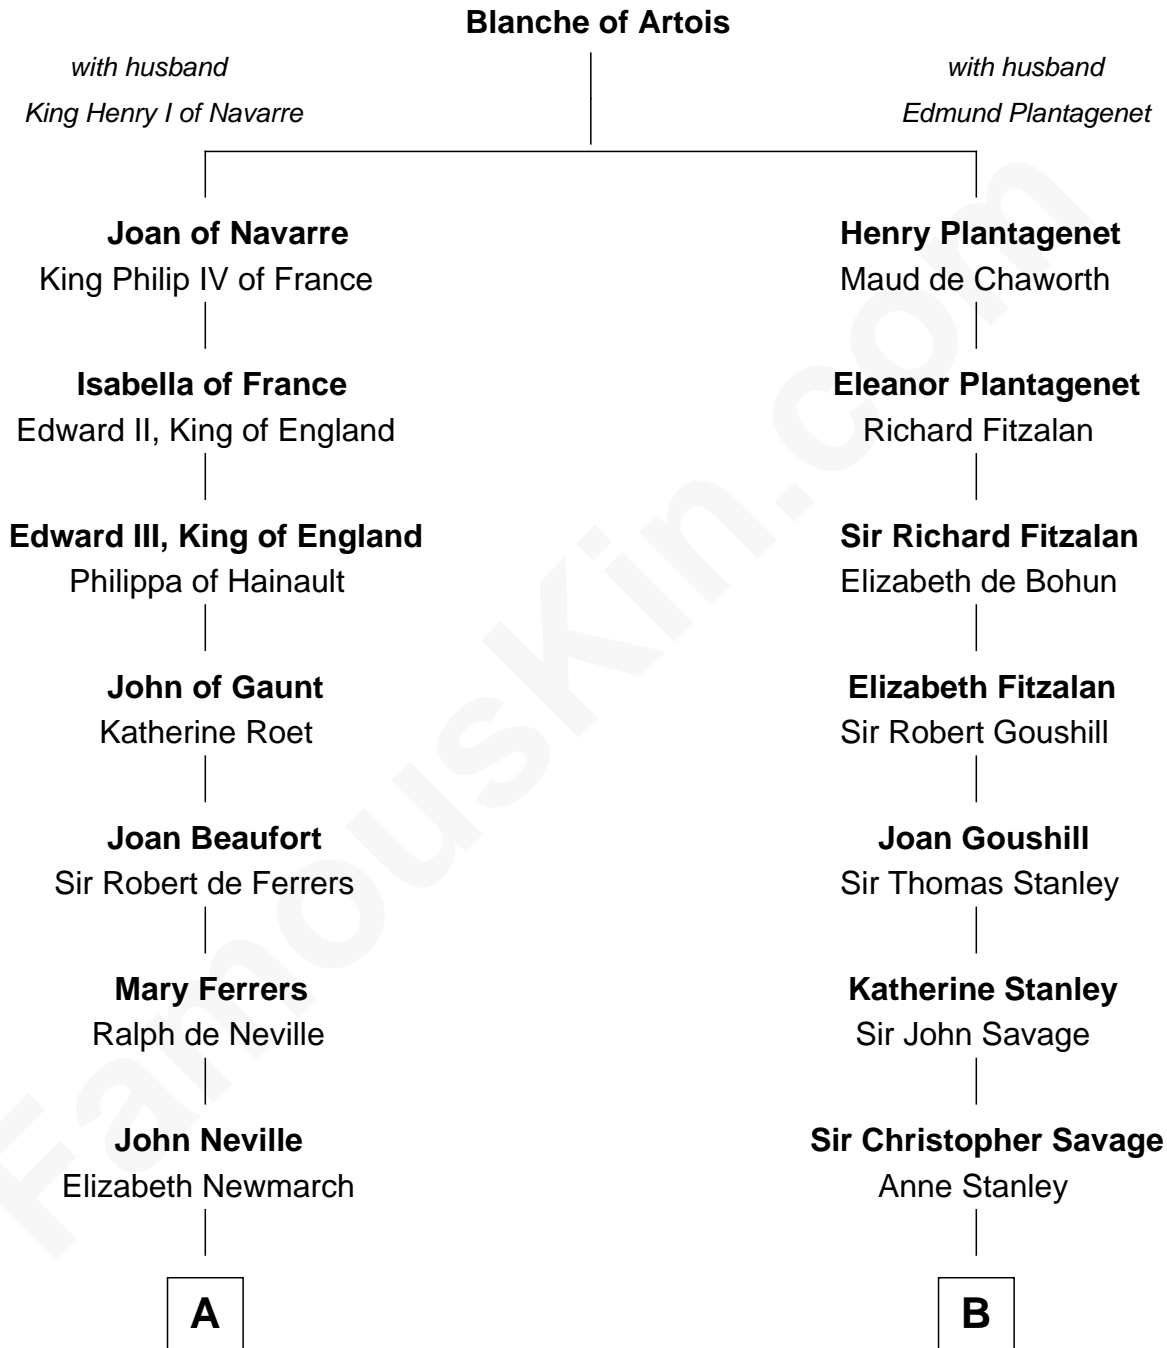 Blanche of Artois
with husband
King Henry I of Navarre
with husband
Edmund Plantagenet
Joan of Navarre
King Philip IV of France
Henry Plantagenet
Maud de Chaworth
Isabella of France
Edward II, King of England
Eleanor Plantagenet
Richard Fitzalan
Edward III, King of England
Philippa of Hainault
Sir Richard Fitzalan
Elizabeth de Bohun
John of Gaunt
Katherine Roet
Elizabeth Fitzalan
Sir Robert Goushill
Joan Beaufort
Sir Robert de Ferrers
Joan Goushill
Sir Thomas Stanley
Mary Ferrers
Ralph de Neville
Katherine Stanley
Sir John Savage
John Neville
Elizabeth Newmarch
Sir Christopher Savage
Anne Stanley
A
B
FamousKin.com